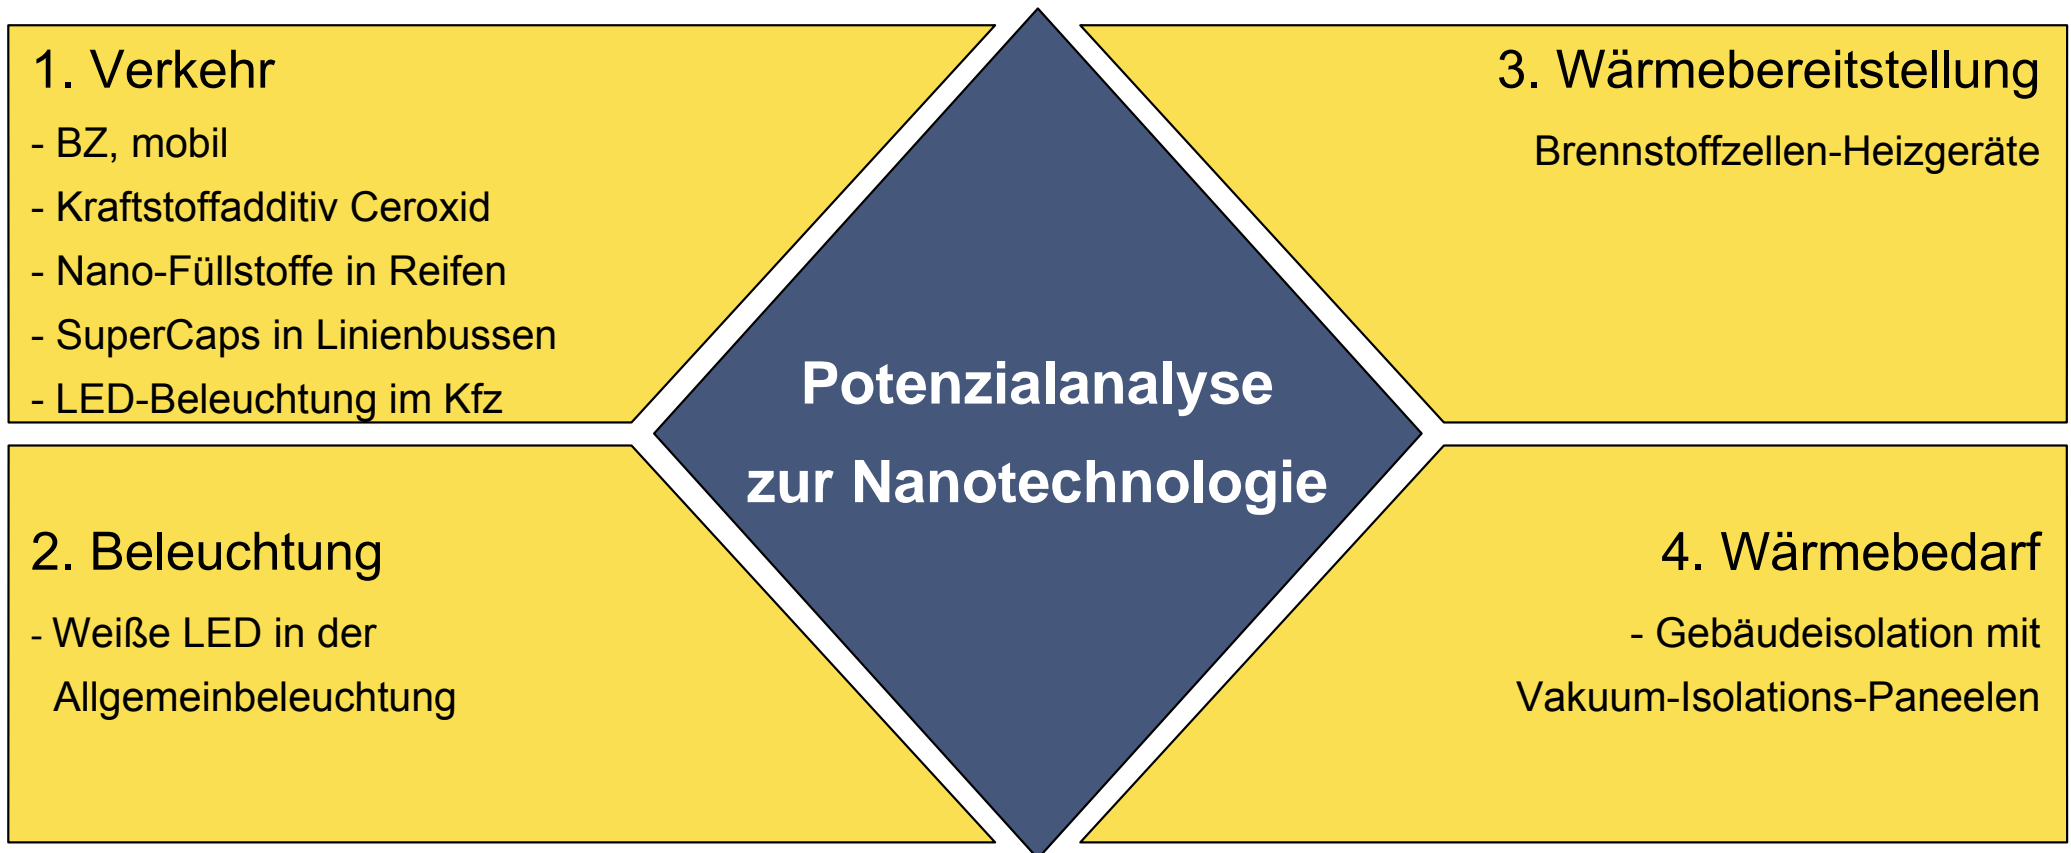 1. Verkehr
- BZ, mobil
- Kraftstoffadditiv Ceroxid
- Nano-Füllstoffe in Reifen
- SuperCaps in Linienbussen
- LED-Beleuchtung im Kfz
2. Beleuchtung
- Weiße LED in der
Allgemeinbeleuchtung
Potenzialanalyse
zur Nanotechnologie
3. Wärmebereitstellung
Brennstoffzellen-Heizgeräte
4. Wärmebedarf
- Gebäudeisolation mit
Vakuum-Isolations-Paneelen